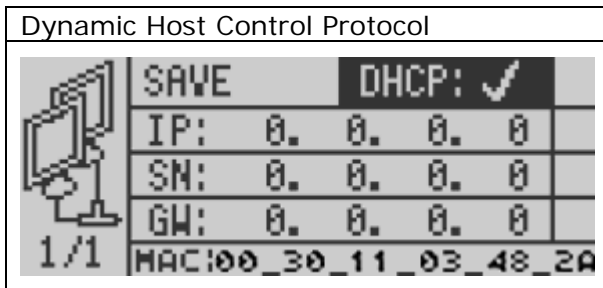 Dynamic Host Control Protocol
SAVE DHCP: ✓
IP: 0. 0. 0. 0
SN: 0. 0. 0. 0
GW: 0. 0. 0. 0
1/1 MAC:00_30_11_03_48_2A